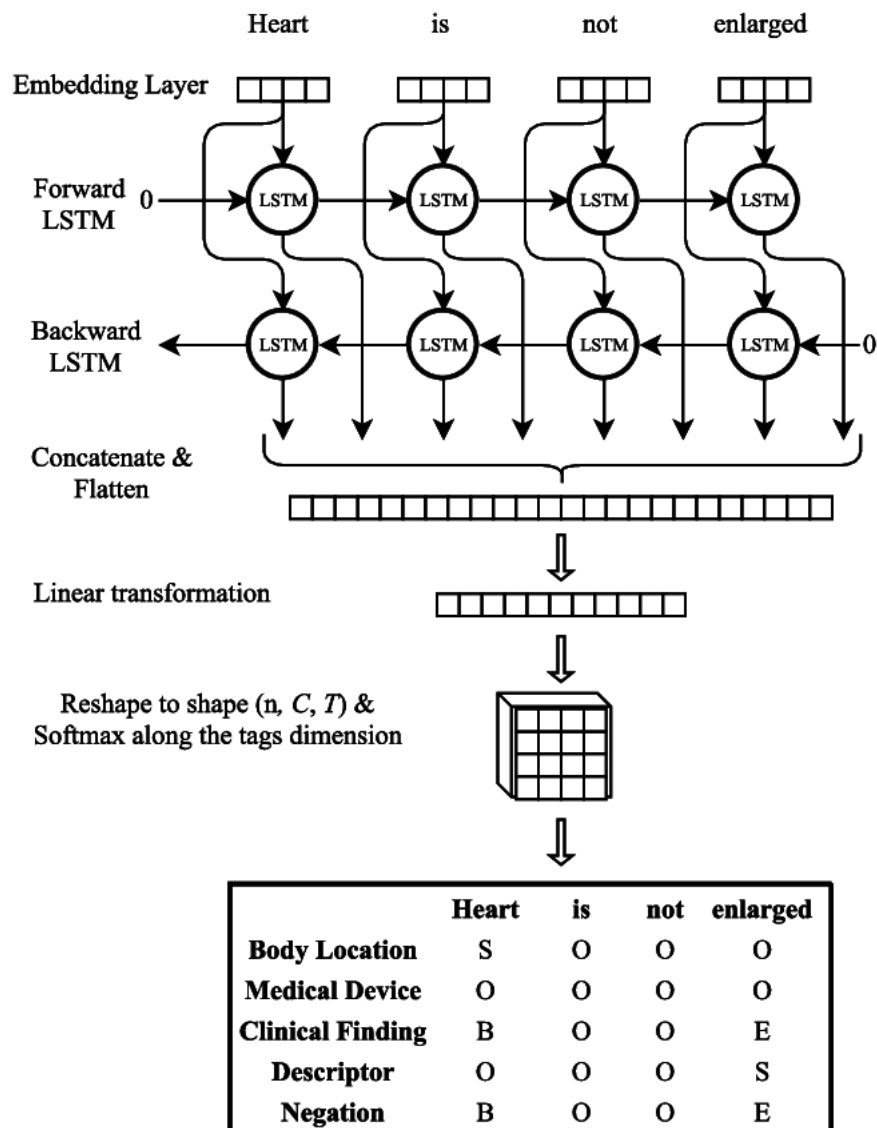 Heart is not enlarged
Embedding Layer
Forward
LSTM
0
LSTM LSTM LSTM LSTM
Backward
LSTM
LSTM LSTM LSTM LSTM
0
Concatenate &
Flatten
Linear transformation
Reshape to shape (n, C, T) &
Softmax along the tags dimension
Heart is not enlarged
Body Location S O O O
Medical Device O O O O
Clinical Finding B O O E
Descriptor O O O S
Negation B O O E